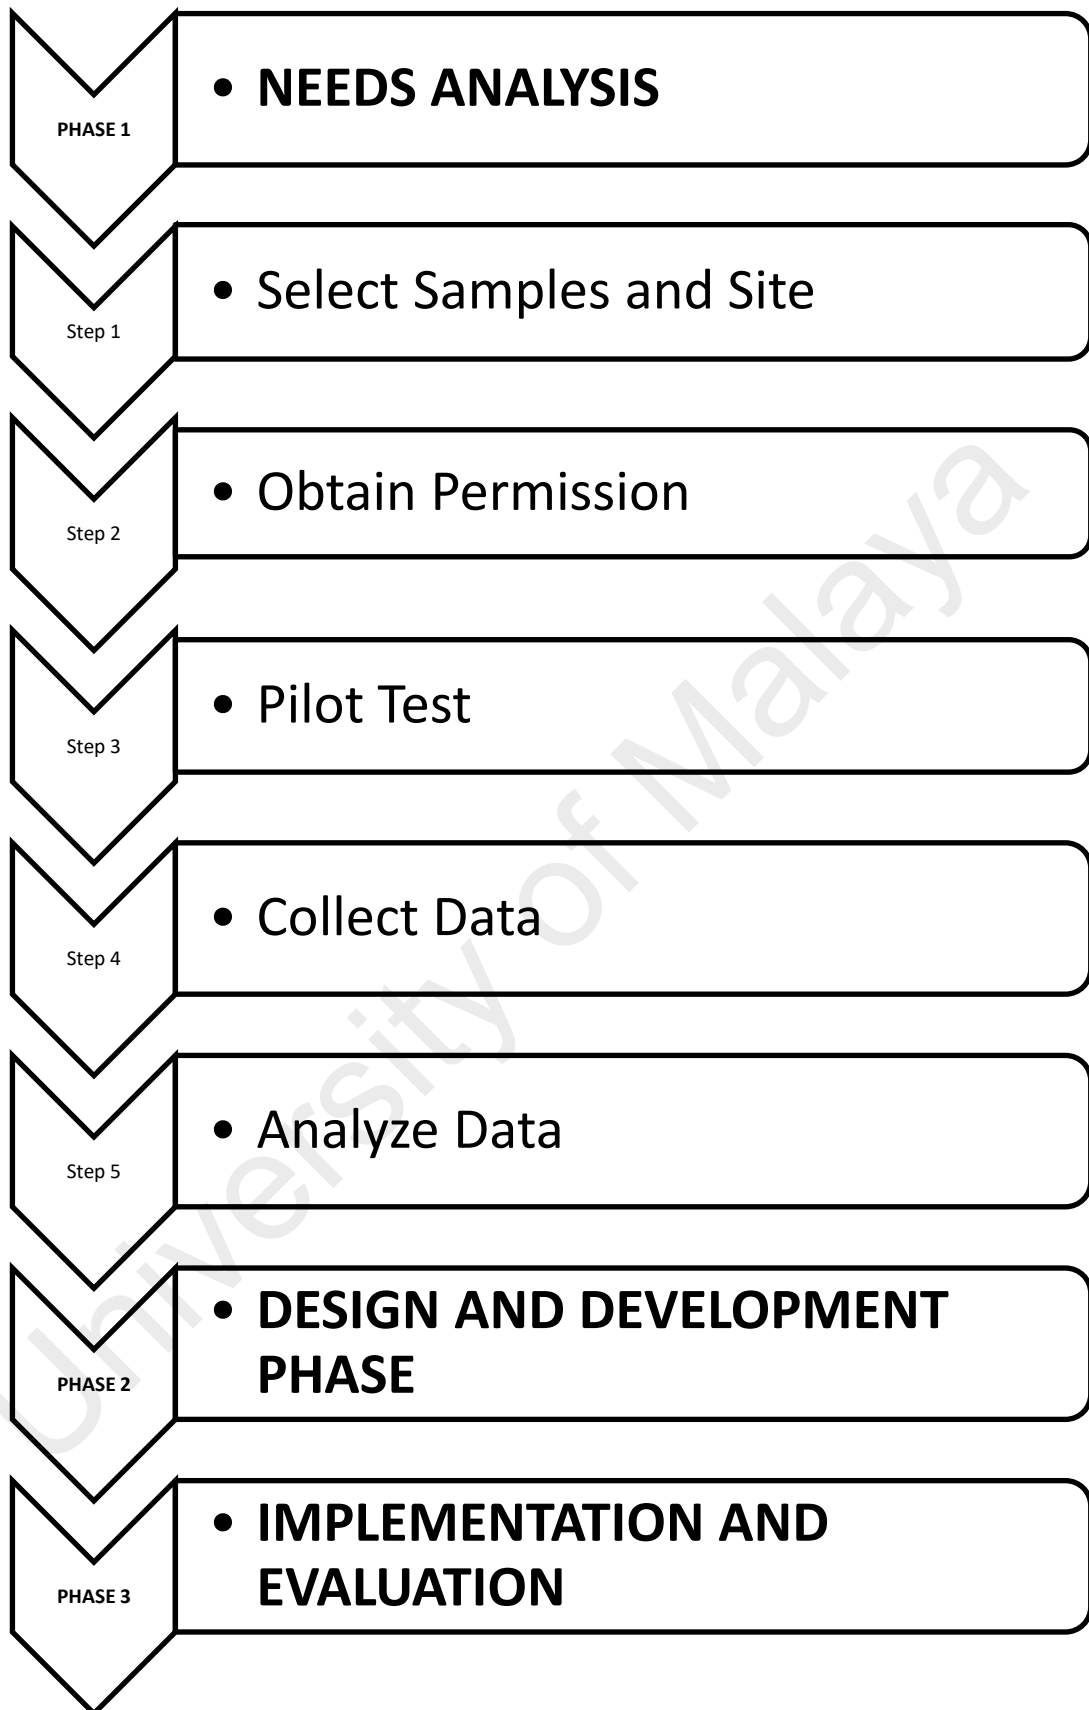 PHASE 1
• NEEDS ANALYSIS
Step 1
• Select Samples and Site
Step 2
• Obtain Permission
Step 3
• Pilot Test
Step 4
• Collect Data
Step 5
• Analyze Data
PHASE 2
• DESIGN AND DEVELOPMENT
PHASE
PHASE 3
• IMPLEMENTATION AND
EVALUATION
University of Malaya